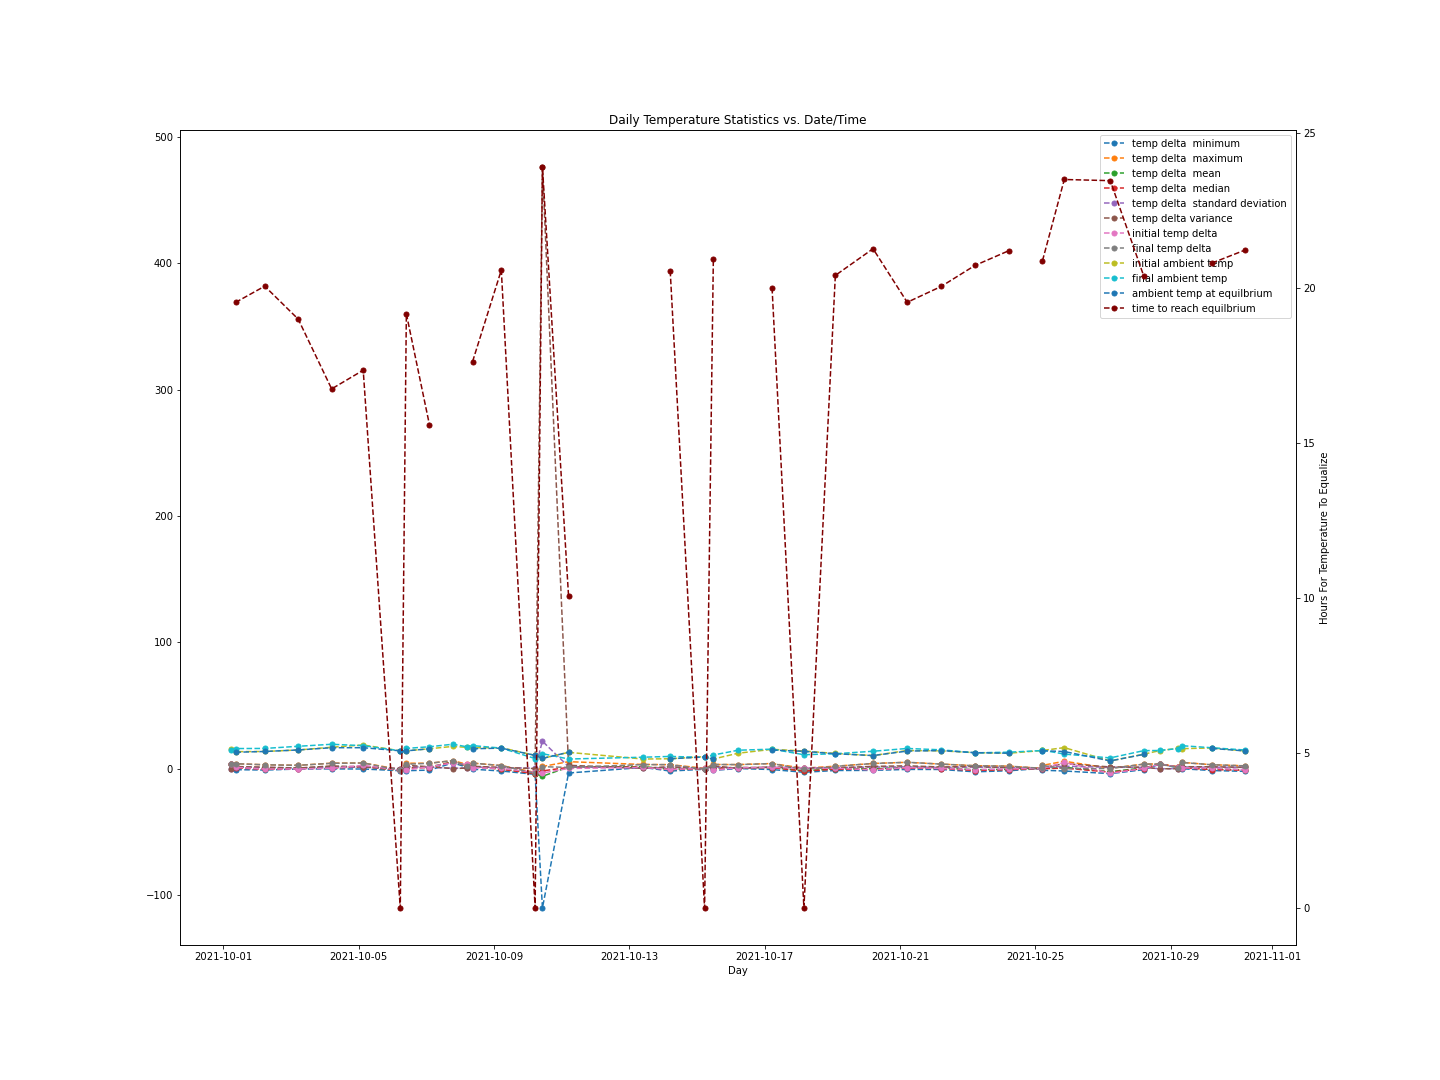 Daily Temperature Statistics vs. Date/Time
500
400
300
200
100
0
−100
25
20
15
10
5
0
Hours For Temperature To Equalize
temp delta  minimum
temp delta  maximum
temp delta  mean
temp delta  median
temp delta  standard deviation
temp delta variance
initial temp delta
final temp delta
initial ambient temp
final ambient temp
ambient temp at equilbrium
time to reach equilbrium
2021-10-01 2021-10-05 2021-10-09 2021-10-13 2021-10-17 2021-10-21 2021-10-25 2021-10-29 2021-11-01
Day